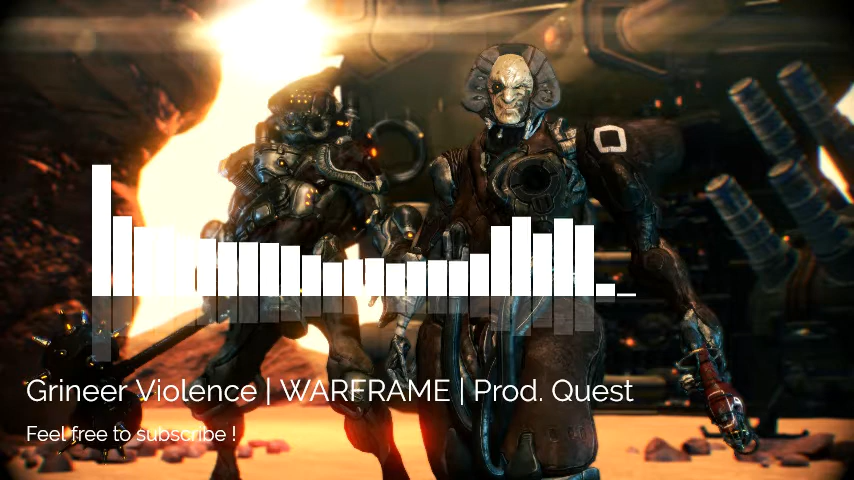 Grineer Violence | WARFRAME | Prod. Quest
Feel free to subscribe !